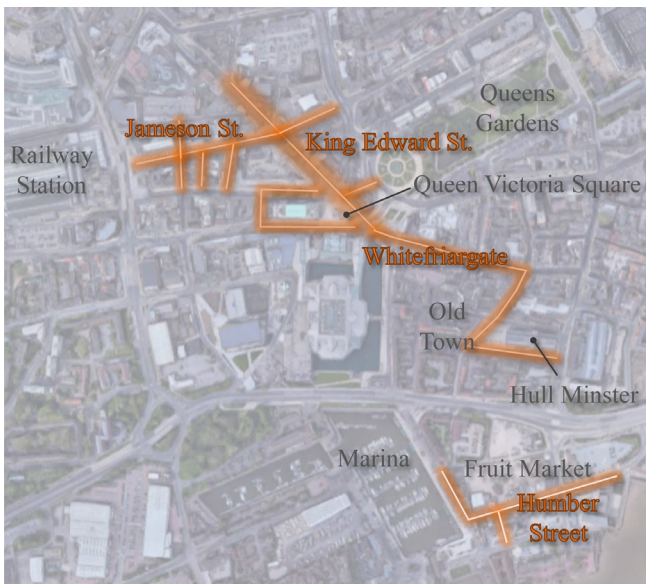 Queens
Gardens
Jameson St.
King Edward St.
Railway
Station
Queen Victoria Square
Whitefriargate
Old
Town
Hull Minster
Marina
Fruit Market
Humber
Street